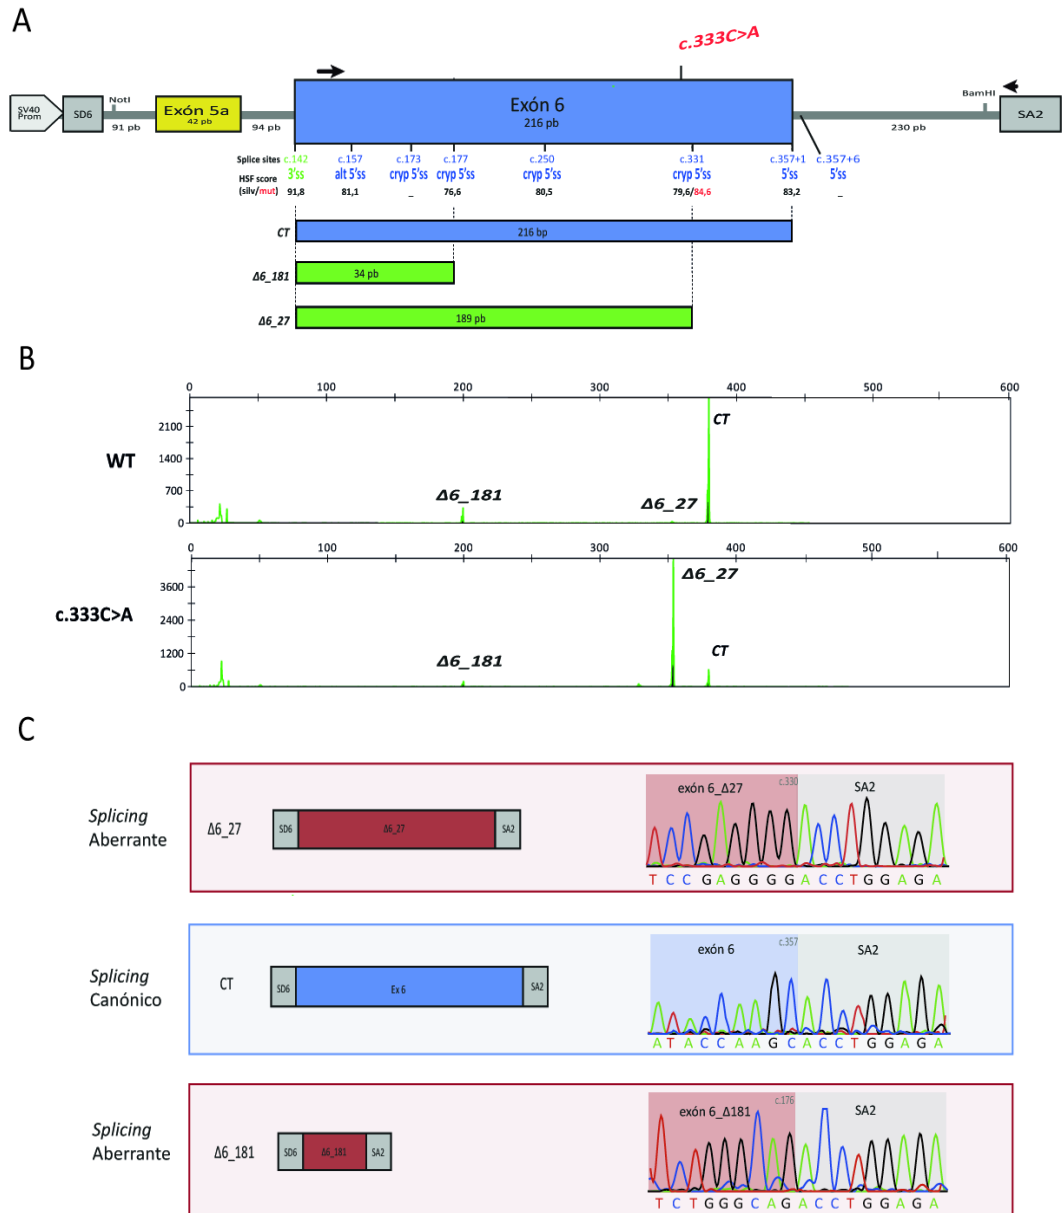 A
c.333C>A
SV40 Prom
SD6
NotI
91 pb
Exón 5a
42 pb
94 pb
Exón 6
216 pb
BamHI
230 pb
SA2
Splice sites c.142 c.157 c.173 c.177 c.250 c.331 c.357+1 c.357+6
3'ss alt 5'ss cryp 5'ss cryp 5'ss cryp 5'ss cryp 5'ss 5'ss 5'ss
HSF score
(silv/mut) 91,8 81,1 _ 76,6 80,5 79,6/84,6 83,2 _
CT 216 bp
Δ6_181 34 pb
Δ6_27 189 pb
B
0 100 200 300 400 500 600
WT
2100
1400
700
0
Δ6_181
Δ6_27
CT
0 100 200 300 400 500 600
c.333C>A
3600
2400
1200
0
Δ6_181
Δ6_27
CT
C
Splicing
Aberrante
Δ6_27
SD6 Δ6_27 SA2
exón 6_Δ27 c.330 SA2
T C C G A G G G G A C C T G G A G A
Splicing
Canónico
CT
SD6 Ex 6 SA2
exón 6 c.357 SA2
A T A C C A A G C A C C T G G A G A
Splicing
Aberrante
Δ6_181
SD6 Δ6_181 SA2
exón 6_Δ181 c.176 SA2
T C T G G G C A G A C C T G G A G A